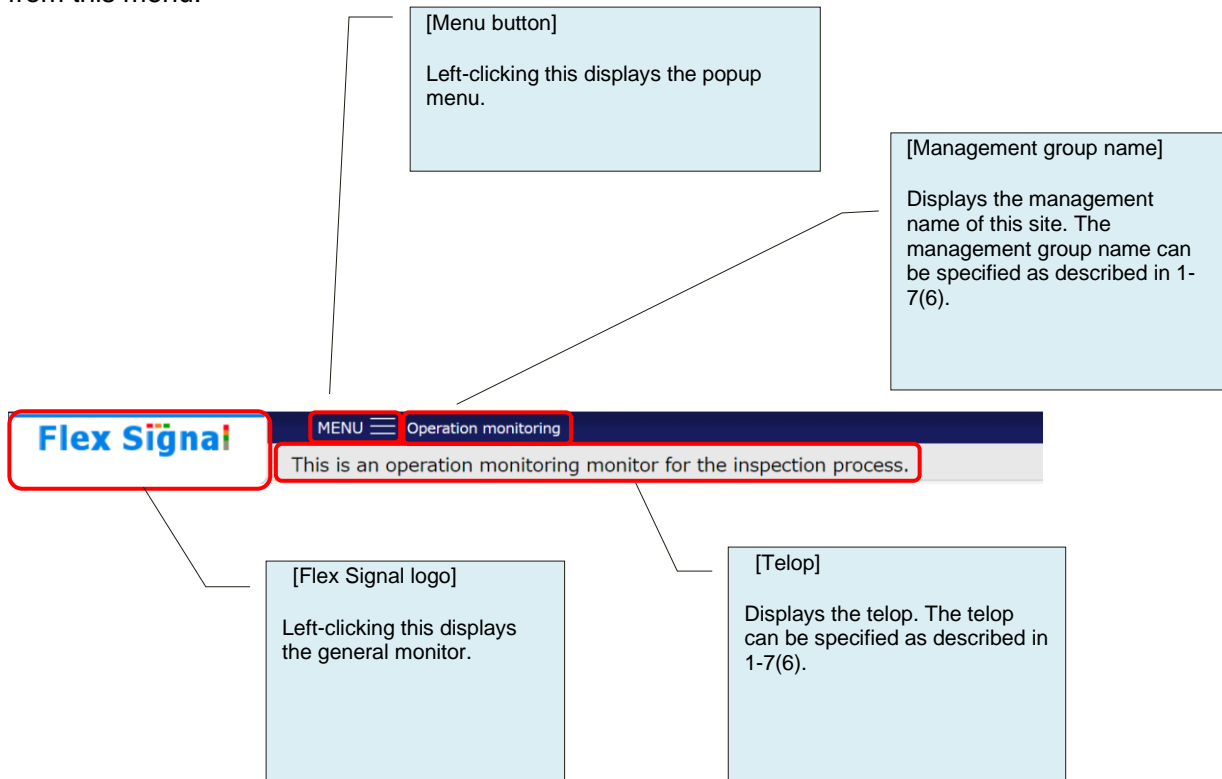 from this menu.
[Menu button]
Left-clicking this displays the popup
menu.
[Management group name]
Displays the management
name of this site. The
management group name can
be specified as described in 1-
7(6).
Flex Signal
MENU
Operation monitoring
This is an operation monitoring monitor for the inspection process.
[Flex Signal logo]
Left-clicking this displays
the general monitor.
[Telop]
Displays the telop. The telop
can be specified as described in
1-7(6).